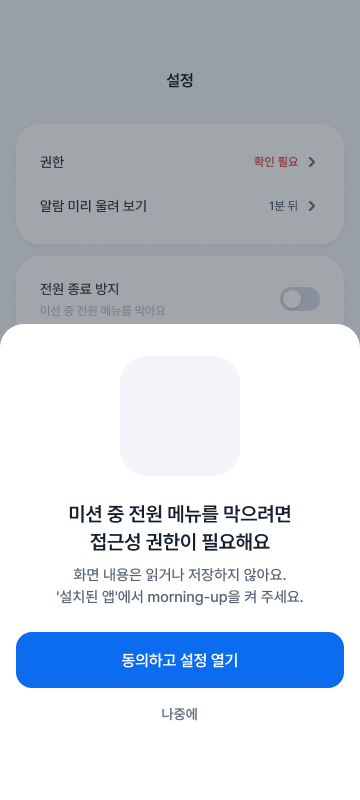 설정
권한 확인 필요
알람 미리 울려 보기 1분 뒤
전원 종료 방지
미션 중 전원 메뉴를 막아요
미션 중 전원 메뉴를 막으려면
접근성 권한이 필요해요
화면 내용은 읽거나 저장하지 않아요.
'설치된 앱'에서 morning-up을 켜 주세요.
동의하고 설정 열기
나중에